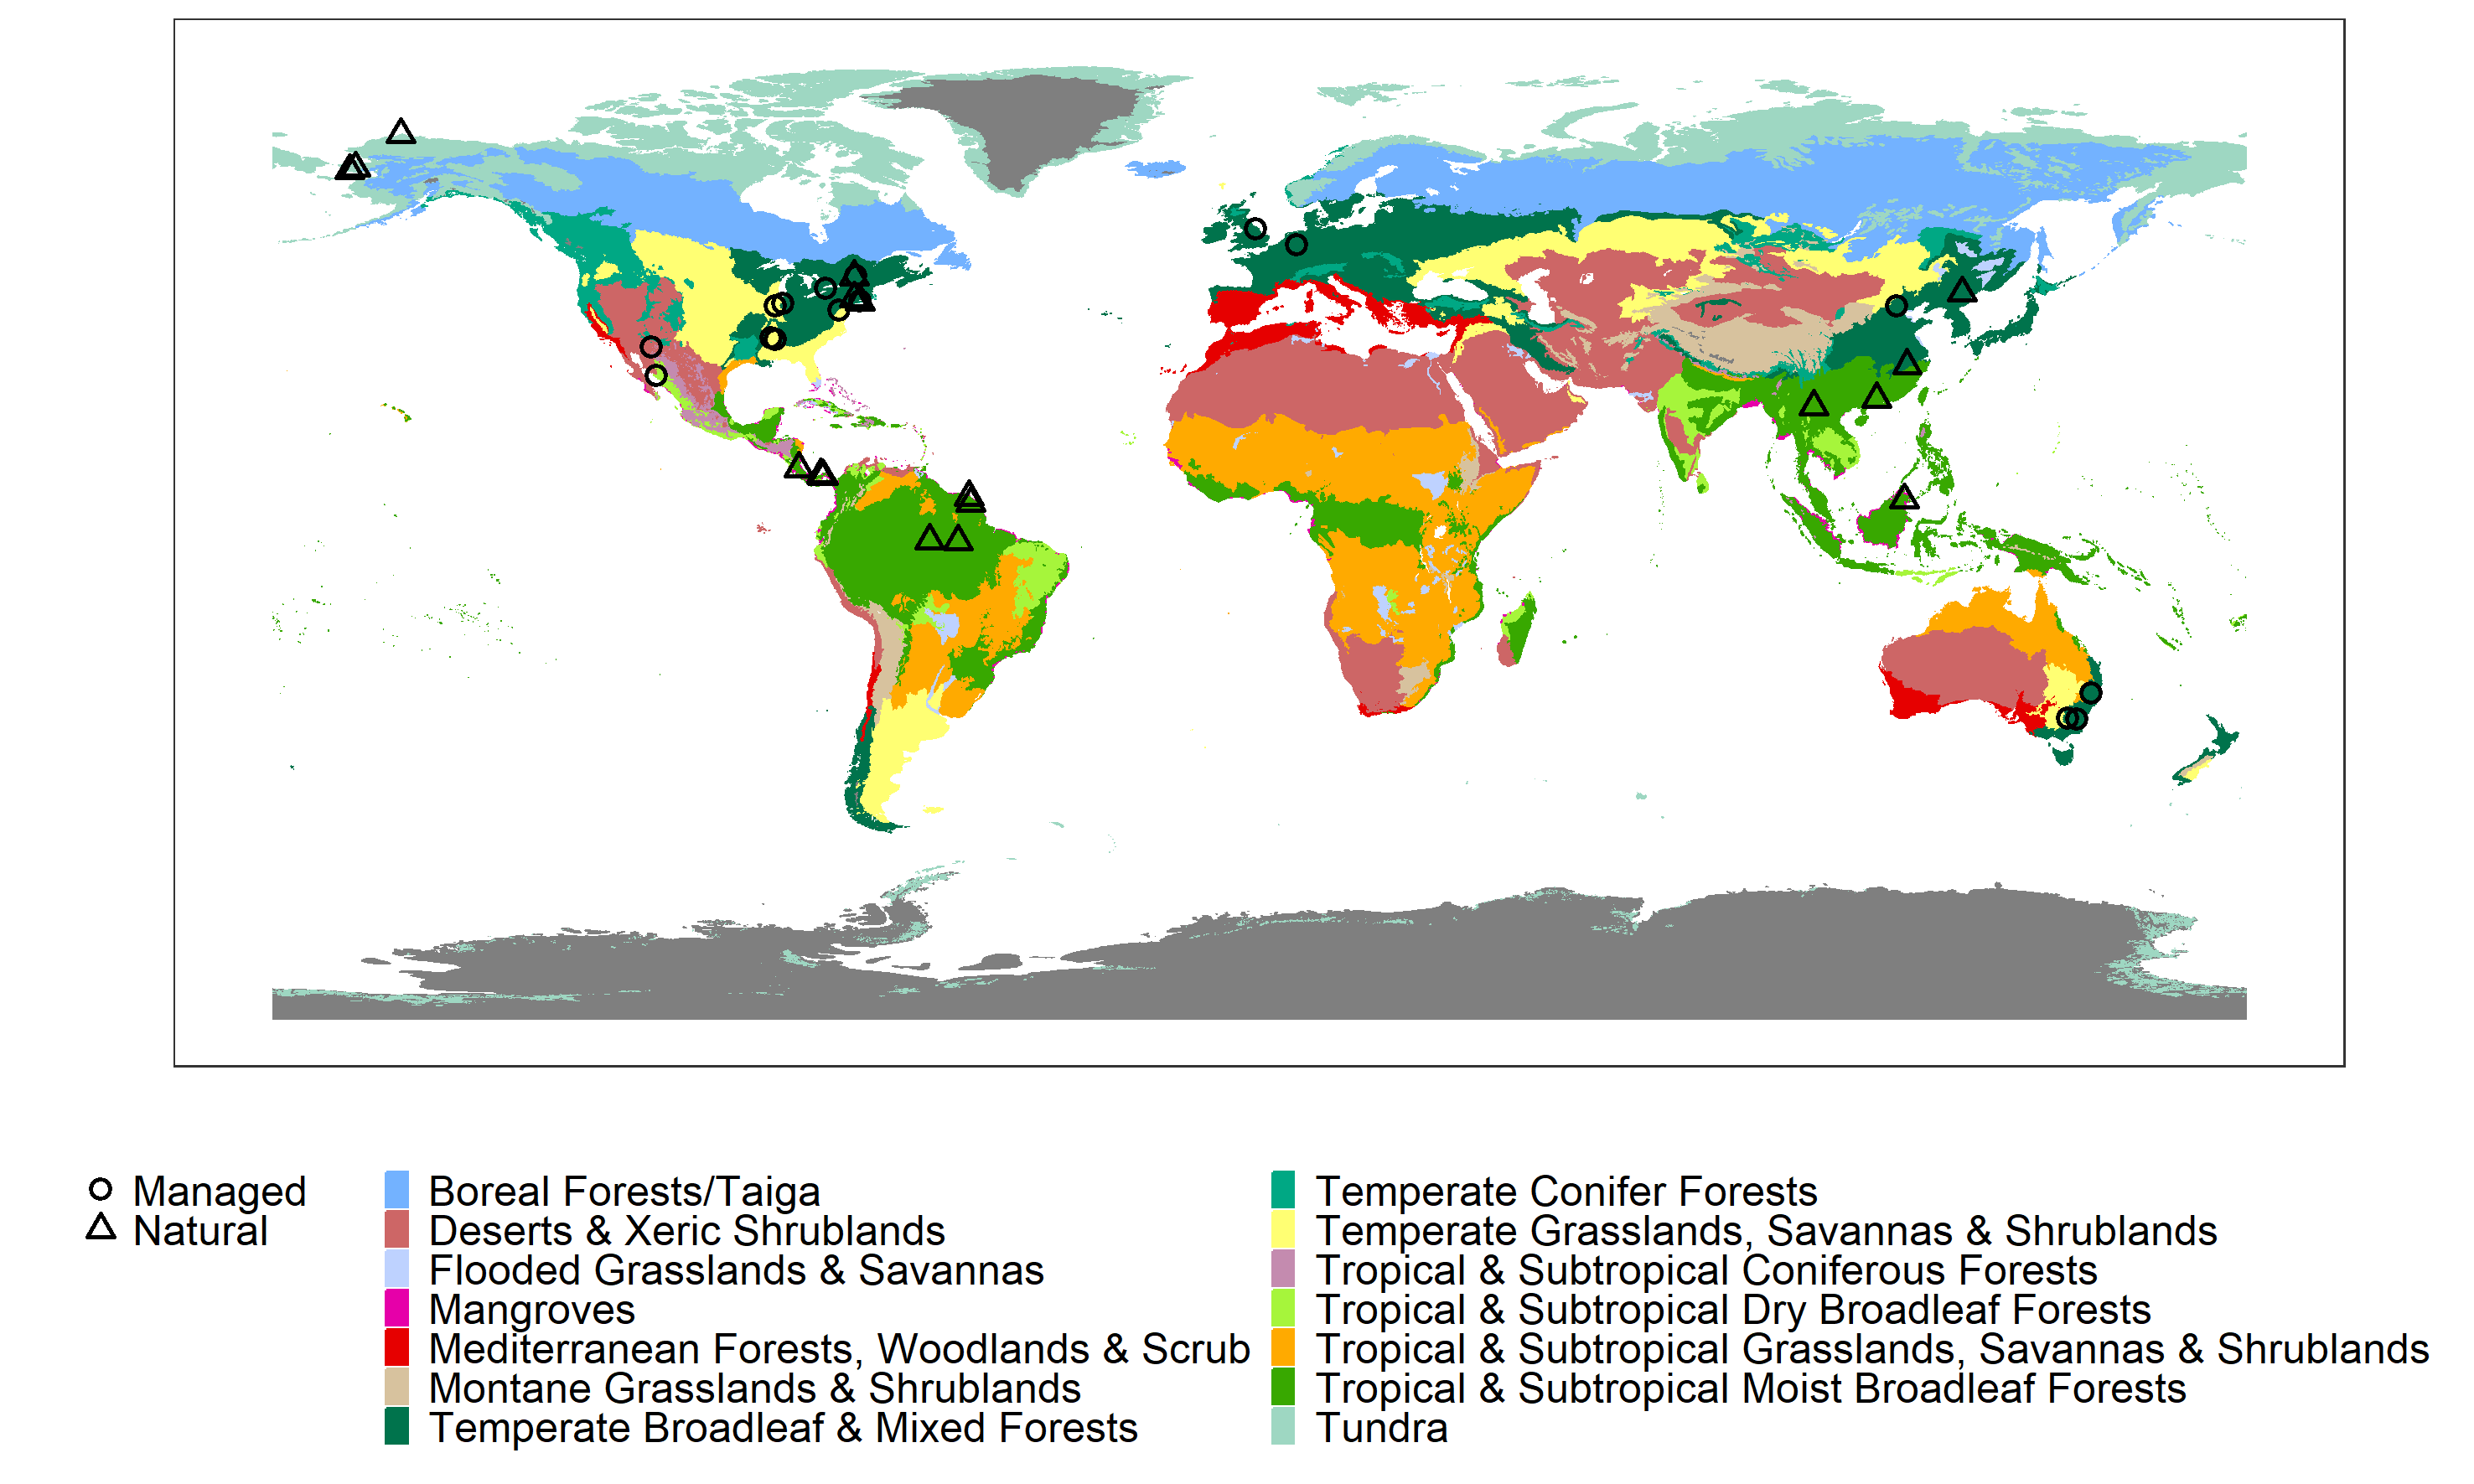 Managed
Natural
Boreal Forests/Taiga
Deserts & Xeric Shrublands
Flooded Grasslands & Savannas
Mangroves
Mediterranean Forests, Woodlands & Scrub
Montane Grasslands & Shrublands
Temperate Broadleaf & Mixed Forests
Temperate Conifer Forests
Temperate Grasslands, Savannas & Shrublands
Tropical & Subtropical Coniferous Forests
Tropical & Subtropical Dry Broadleaf Forests
Tropical & Subtropical Grasslands, Savannas & Shrublands
Tropical & Subtropical Moist Broadleaf Forests
Tundra